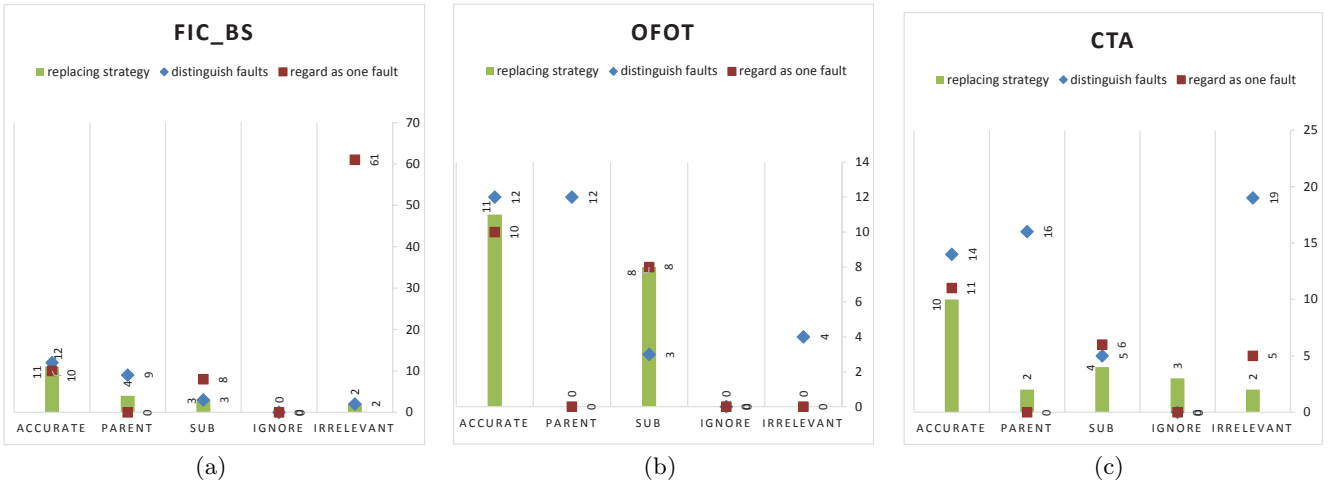 FIC_BS
replacing strategy distinguish faults regard as one fault
70
60
50
40
30
20
10
0
61
11 12 10
4 9 0
3 8 3
0 0 0
2 2
ACCURATE PARENT SUB IGNORE IRRELEVANT
(a)
OFOT
replacing strategy distinguish faults regard as one fault
14
12
10
8
6
4
2
0
11 12 10
0 12 0
8 8 3
0 0 0
0 4 0
ACCURATE PARENT SUB IGNORE IRRELEVANT
(b)
CTA
replacing strategy distinguish faults regard as one fault
25
20
15
10
5
0
10 14 11
2 16 0
4 6 5
3 0 0
2 19 5
ACCURATE PARENT SUB IGNORE IRRELEVANT
(c)